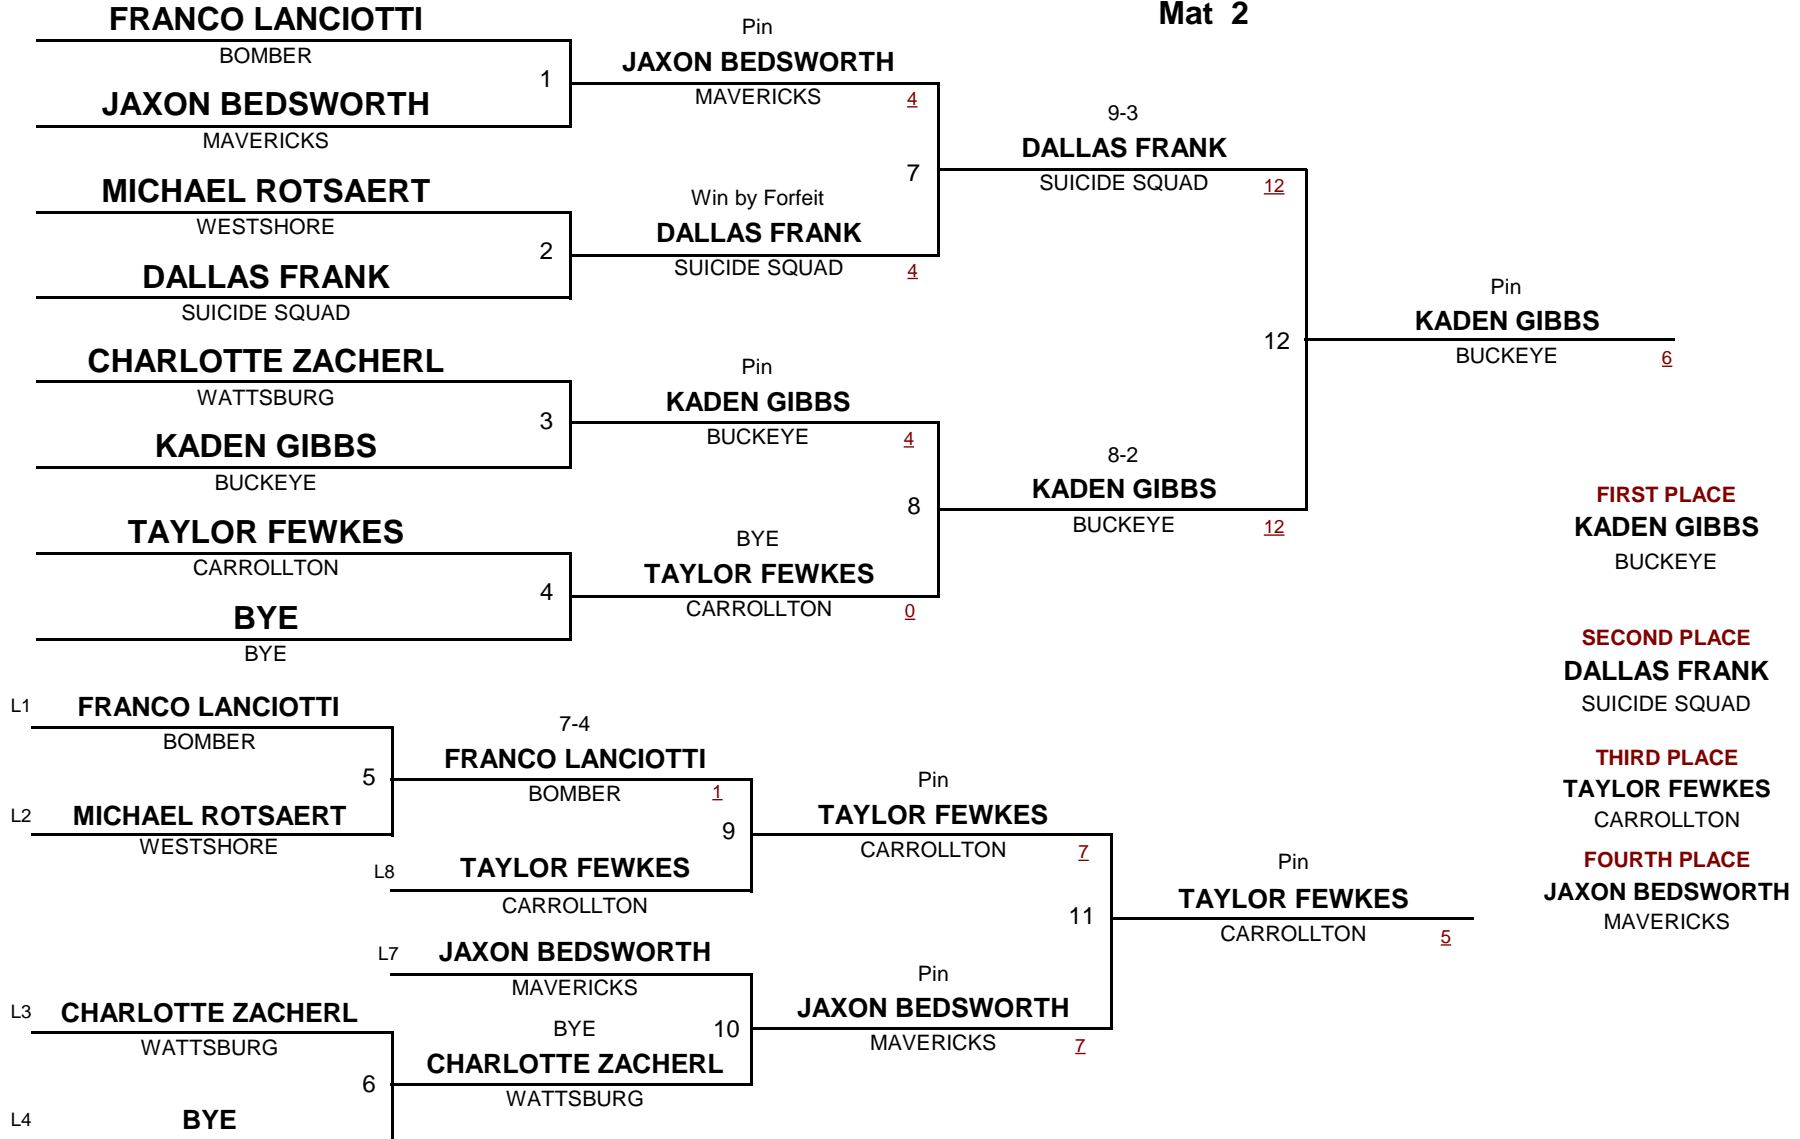 Mat 2
FRANCO LANCIOTTI
BOMBER
1
JAXON BEDSWORTH
MAVERICKS
MICHAEL ROTSAERT
WESTSHORE
2
DALLAS FRANK
SUICIDE SQUAD
CHARLOTTE ZACHERL
WATTSBURG
3
KADEN GIBBS
BUCKEYE
TAYLOR FEWKES
CARROLLTON
4
BYE
BYE
Pin
JAXON BEDSWORTH
MAVERICKS 4
7
Win by Forfeit
DALLAS FRANK
SUICIDE SQUAD 4
Pin
KADEN GIBBS
BUCKEYE 4
8
BYE
TAYLOR FEWKES
CARROLLTON 0
9-3
DALLAS FRANK
SUICIDE SQUAD 12
12
8-2
KADEN GIBBS
BUCKEYE 12
Pin
KADEN GIBBS
BUCKEYE 6
FIRST PLACE
KADEN GIBBS
BUCKEYE
SECOND PLACE
DALLAS FRANK
SUICIDE SQUAD
THIRD PLACE
TAYLOR FEWKES
CARROLLTON
FOURTH PLACE
JAXON BEDSWORTH
MAVERICKS
L1 FRANCO LANCIOTTI
BOMBER
5
L2 MICHAEL ROTSAERT
WESTSHORE
L3 CHARLOTTE ZACHERL
WATTSBURG
6
L4 BYE
7-4
FRANCO LANCIOTTI
BOMBER 1
9
L8 TAYLOR FEWKES
CARROLLTON
L7 JAXON BEDSWORTH
MAVERICKS
BYE 10
CHARLOTTE ZACHERL
WATTSBURG
Pin
TAYLOR FEWKES
CARROLLTON 7
11
Pin
JAXON BEDSWORTH
MAVERICKS 7
Pin
TAYLOR FEWKES
CARROLLTON 5